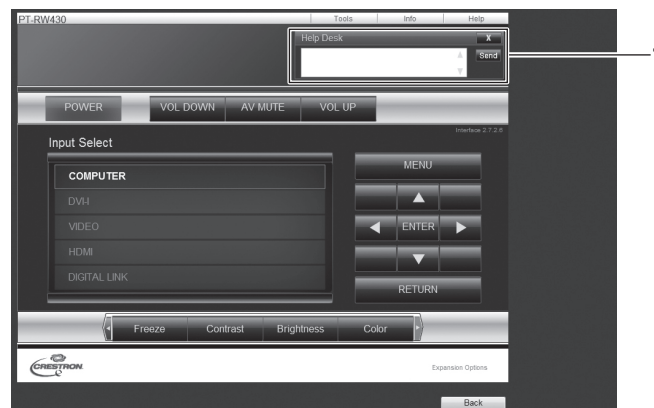 PT-RW430
Tools Info Help
Help Desk X
Send
POWER VOL DOWN AV MUTE VOL UP
Interface 2.7.2.8
Input Select
COMPUTER
DVI-I
VIDEO
HDMI
DIGITAL LINK
MENU
ENTER
RETURN
Freeze Contrast Brightness Color
CRESTRON
Expansion Options
Back